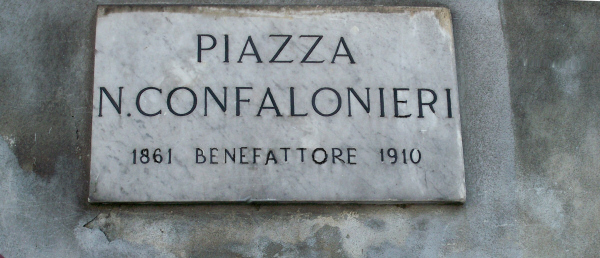 PIAZZA
N.CONFALONIERI
1861 BENEFATTORE 1910